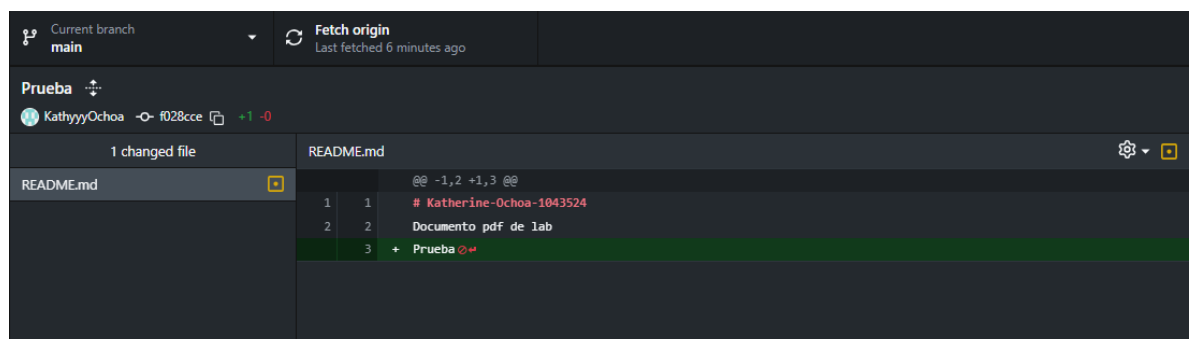 Current branch
main
Fetch origin
Last fetched 6 minutes ago
Prueba
KathyyyOchoa f028cce +1 -0
1 changed file
README.md
README.md
@@ -1,2 +1,3 @@
1 1 # Katherine-Ochoa-1043524
2 2 Documento pdf de lab
3 + Prueba